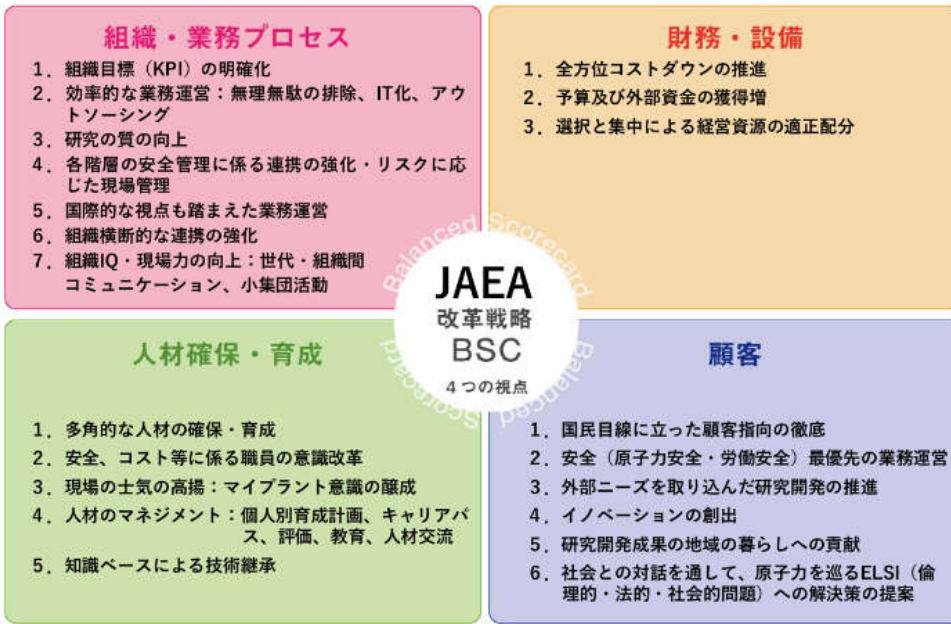 組織・業務プロセス
1．組織目標（KPI）の明確化
2．効率的な業務運営：無理無駄の排除、IT化、アウ
トソーシング
3．研究の質の向上
4．各階層の安全管理に係る連携の強化・リスクに応
じた現場管理
5．国際的な視点も踏まえた業務運営
6．組織横断的な連携の強化
7．組織IQ・現場力の向上：世代・組織間
コミュニケーション、小集団活動
財務・設備
1．全方位コストダウンの推進
2．予算及び外部資金の獲得増
3．選択と集中による経営資源の適正配分
Balanced Scorecard
JAEA
改革戦略
BSC
4つの視点
Balanced Scorecard
人材確保・育成
1．多角的な人材の確保・育成
2．安全、コスト等に係る職員の意識改革
3．現場の士気の高揚：マイプラント意識の醸成
4．人材のマネジメント：個人別育成計画、キャリアパ
ス、評価、教育、人材交流
5．知識ベースによる技術継承
顧客
1．国民目線に立った顧客指向の徹底
2．安全（原子力安全・労働安全）最優先の業務運営
3．外部ニーズを取り込んだ研究開発の推進
4．イノベーションの創出
5．研究開発成果の地域の暮らしへの貢献
6．社会との対話を通して、原子力を巡るELSI（倫
理的・法的・社会的問題）への解決策の提案